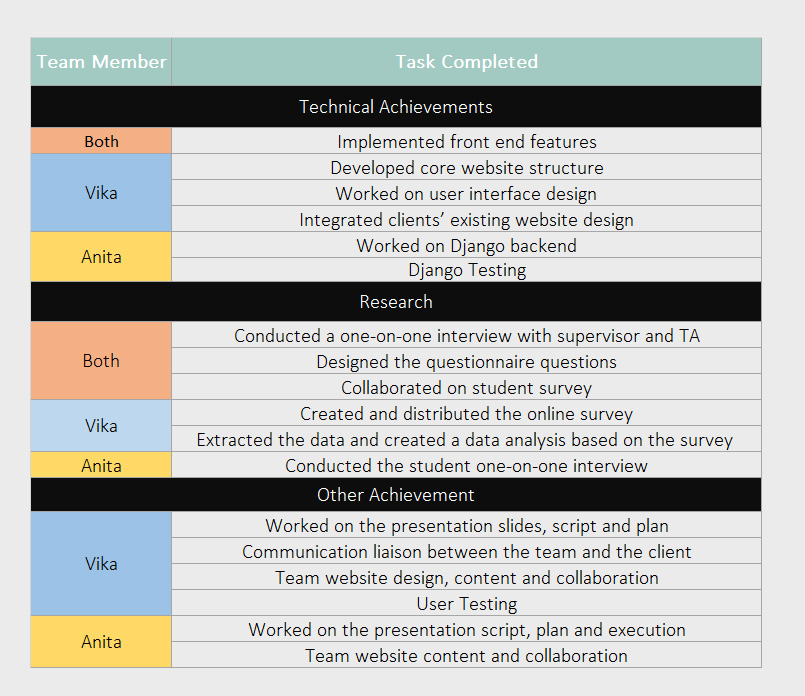 Team Member Task Completed
Technical Achievements
Both Implemented front end features
Developed core website structure
Vika Worked on user interface design
Integrated clients’ existing website design
Worked on Django backend
Anita
Django Testing
Research
Conducted a one-on-one interview with supervisor and TA
Both Designed the questionnaire questions
Collaborated on student survey
Created and distributed the online survey
Vika
Extracted the data and created a data analysis based on the survey
Anita Conducted the student one-on-one interview
Other Achievement
Worked on the presentation slides, script and plan
Communication liaison between the team and the client
Vika
Team website design, content and collaboration
User Testing
Worked on the presentation script, plan and execution
Anita
Team website content and collaboration